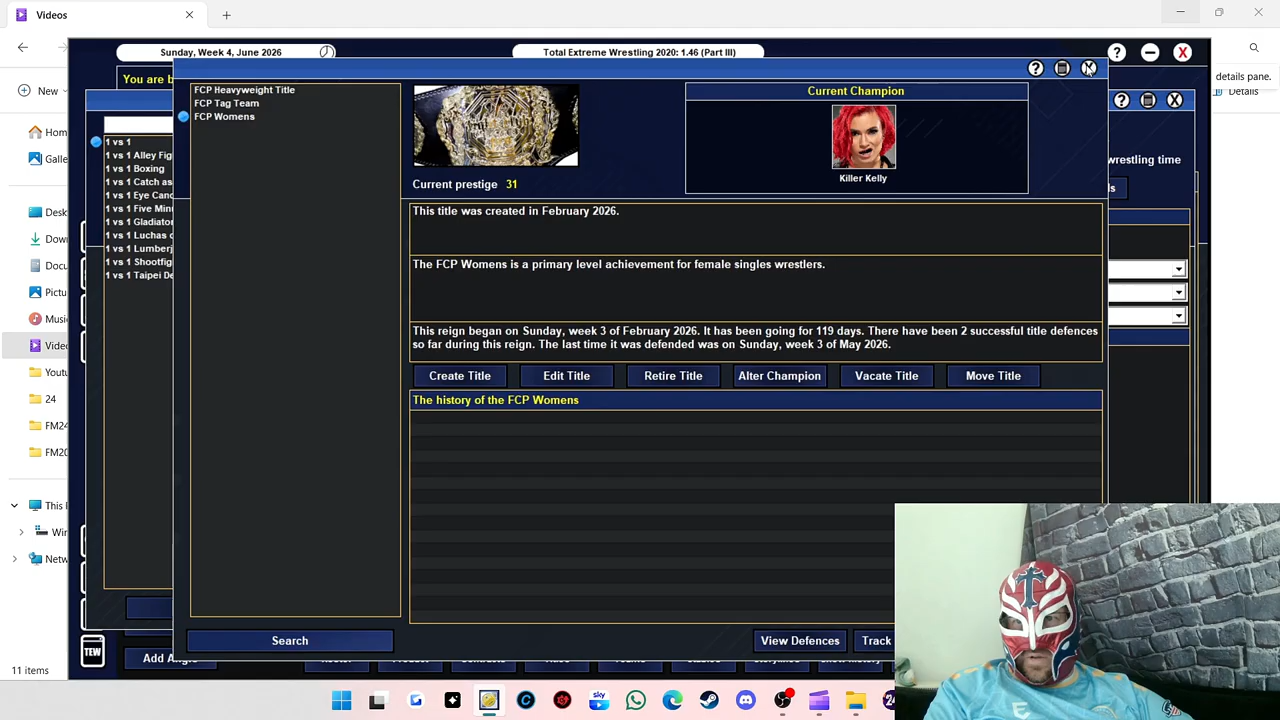 Videos
Sunday, Week 4, June 2026
Total Extreme Wrestling 2020: 1.46 (Part III)
You are b
details pane.
New
Details
FCP Heavyweight Title
FCP Tag Team
FCP Womens
Current Champion
Killer Kelly
Current prestige 31
Home
Galle
Desk
Down
Docu
Pictu
Music
Video
Youtu
24
FM24
FM20
This I
Wir
Netv
1 vs 1
1 vs 1 Alley Fig
1 vs 1 Boxing
1 vs 1 Catch as
1 vs 1 Eye Canc
1 vs 1 Five Minu
1 vs 1 Gladiator
1 vs 1 Luchas c
1 vs 1 Lumberj
1 vs 1 Shootfig
1 vs 1 Taipei De
wrestling time
ls
This title was created in February 2026.
The FCP Womens is a primary level achievement for female singles wrestlers.
This reign began on Sunday, week 3 of February 2026. It has been going for 119 days. There have been 2 successful title defences
so far during this reign. The last time it was defended was on Sunday, week 3 of May 2026.
Create Title
Edit Title
Retire Title
Alter Champion
Vacate Title
Move Title
The history of the FCP Womens
Search
View Defences
Track
TEW
Add Angle
11 items
sky
24